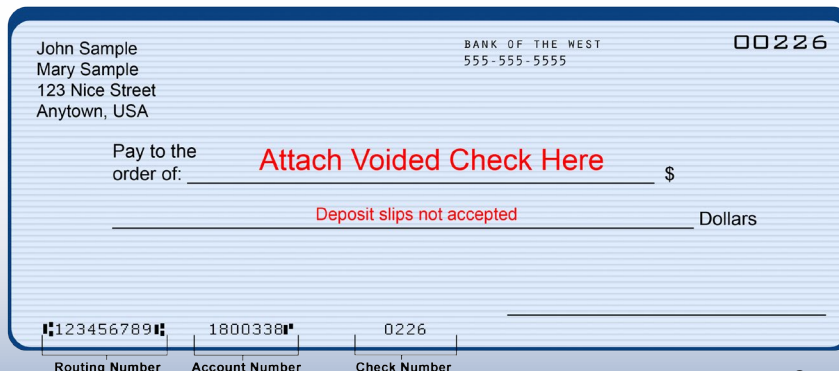 John Sample
Mary Sample
123 Nice Street
Anytown, USA
BANK OF THE WEST
555-555-5555
00226
Pay to the
order of:
Attach Voided Check Here
$
Deposit slips not accepted
Dollars
⑆123456789⑆ 1800338⑈ 0226
Routing Number Account Number Check Number